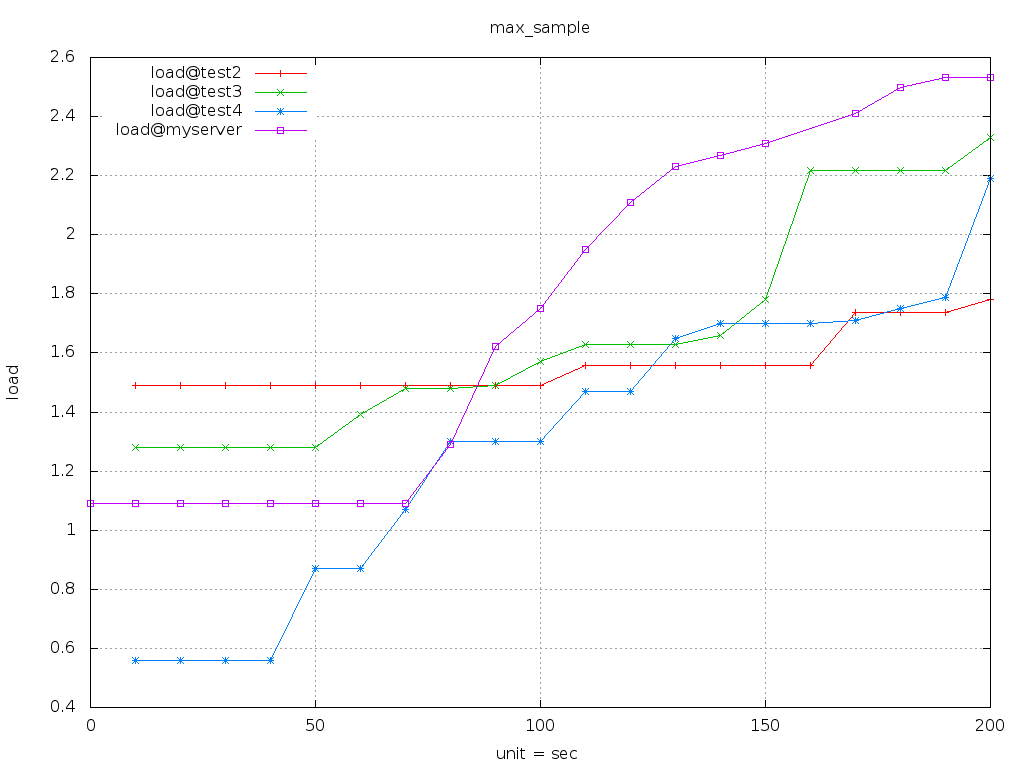 max_sample
load@test2
load@test3
load@test4
load@myserver
2.6
2.4
2.2
2
1.8
1.6
1.4
1.2
1
0.8
0.6
0.4
load
0 50 100 150 200
unit = sec